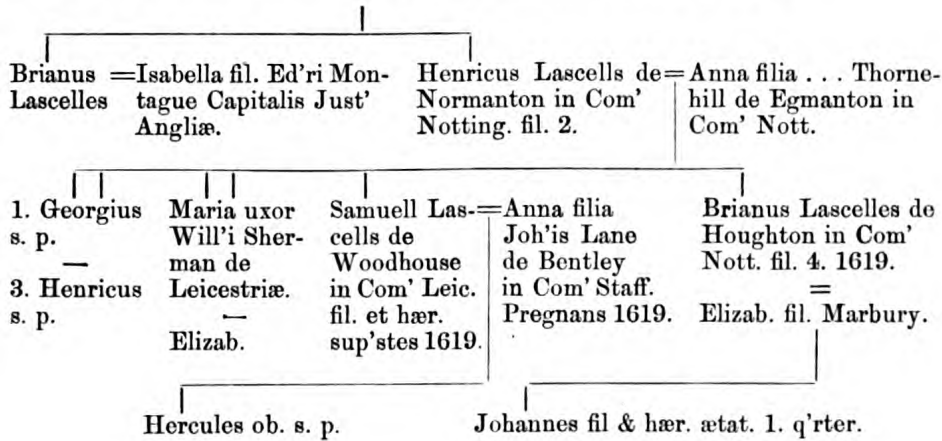 Brianus =Isabella fil. Ed'ri Mon-
Lascelles tague Capitalis Just'
Angliæ.
Henricus Lascells de=Anna filia . . . Thorne-
Normanton in Com' hill de Egmanton in
Notting. fil. 2. Com' Nott.
1. Georgius
s. p.
—
3. Henricus
s. p.
Maria uxor
Will'i Sher-
man de
Leicestriæ.
—
Elizab.
Samuell Las-=Anna filia
cells de Joh'is Lane
Woodhouse de Bentley
in Com' Leic. in Com' Staff.
fil. et hær. Pregnans 1619.
sup'stes 1619.
Brianus Lascelles de
Houghton in Com'
Nott. fil. 4. 1619.
=
Elizab. fil. Marbury.
Hercules ob. s. p.
Johannes fil & hær. ætat. 1. q'rter.